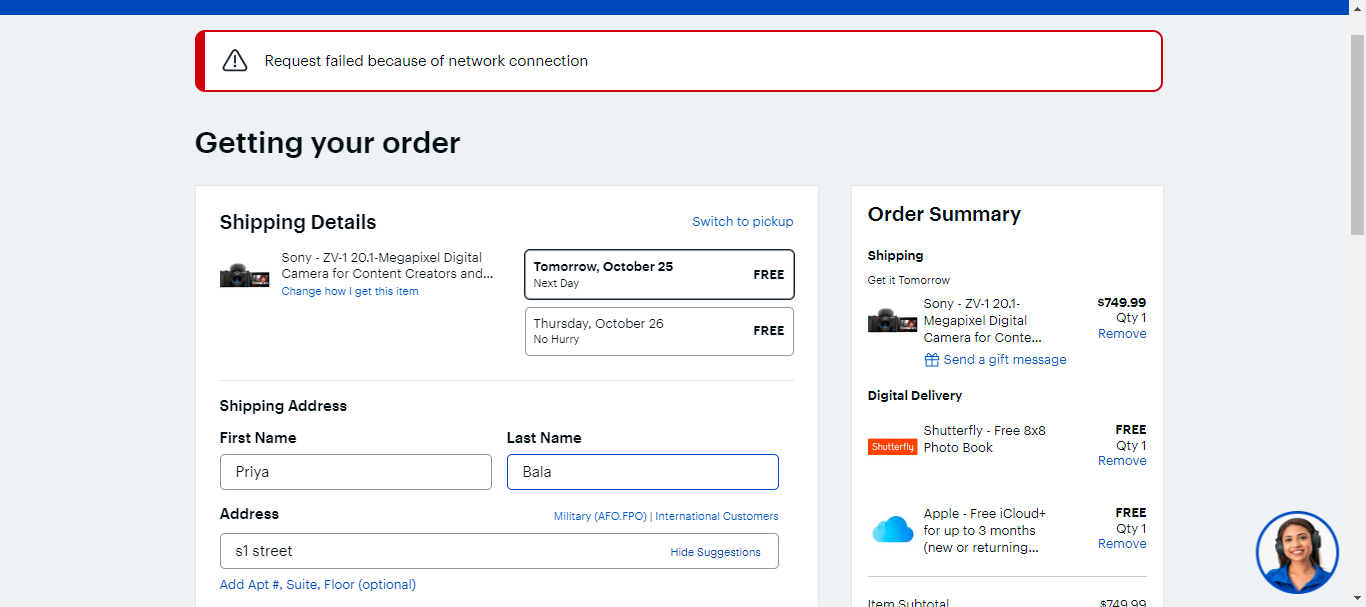 Request failed because of network connection
Getting your order
Shipping Details
Switch to pickup
Sony - ZV-1 20.1-Megapixel Digital
Camera for Content Creators and...
Change how I get this item
Tomorrow, October 25
Next Day
FREE
Thursday, October 26
No Hurry
FREE
Shipping Address
First Name
Last Name
Priya
Bala
Address
Military (AFO.FPO) | International Customers
s1 street
Hide Suggestions
Add Apt #, Suite, Floor (optional)
Order Summary
Shipping
Get it Tomorrow
Sony - ZV-1 20.1-
Megapixel Digital
Camera for Conte...
$749.99
Qty 1
Remove
Send a gift message
Digital Delivery
Shutterfly
Shutterfly - Free 8x8
Photo Book
FREE
Qty 1
Remove
Apple - Free iCloud+
for up to 3 months
(new or returning...
FREE
Qty 1
Remove
Item Subtotal
$749.99